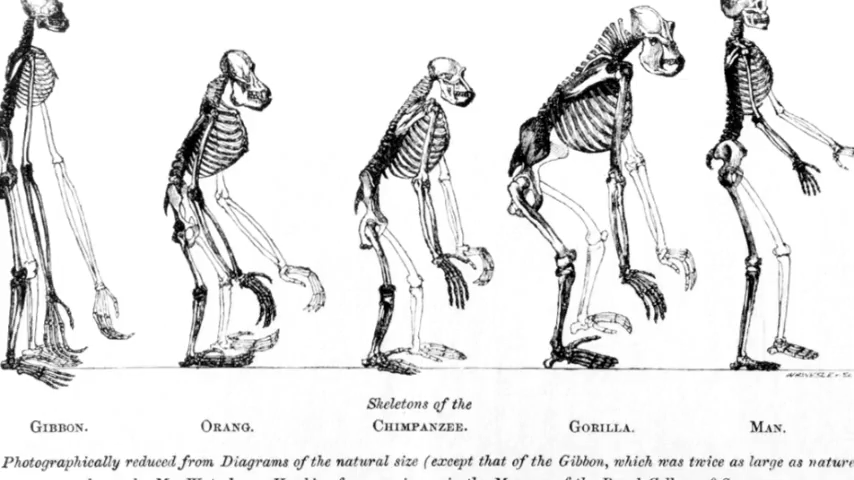 Skeletons of the
GIBBON. ORANG. CHIMPANZEE. GORILLA. MAN.
Photographically reduced from Diagrams of the natural size (except that of the Gibbon, which was twice as large as nature